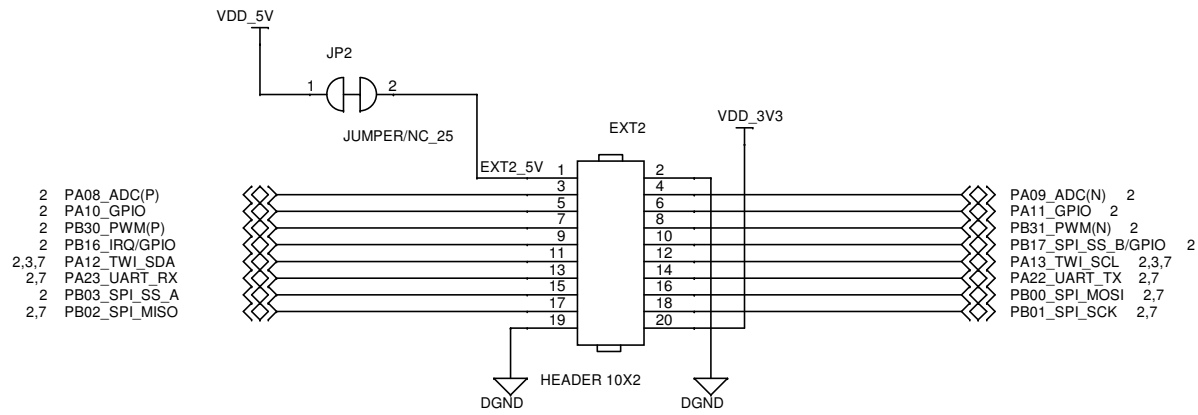 VDD_5V
JP2
1 2
JUMPER/NC_25
EXT2
VDD_3V3
EXT2_5V 1 2
2 PA08_ADC(P) 3 4 PA09_ADC(N) 2
2 PA10_GPIO 5 6 PA11_GPIO 2
2 PB30_PWM(P) 7 8 PB31_PWM(N) 2
2 PB16_IRQ/GPIO 9 10 PB17_SPI_SS_B/GPIO 2
2,3,7 PA12_TWI_SDA 11 12 PA13_TWI_SCL 2,3,7
2,7 PA23_UART_RX 13 14 PA22_UART_TX 2,7
2 PB03_SPI_SS_A 15 16 PB00_SPI_MOSI 2,7
2,7 PB02_SPI_MISO 17 18 PB01_SPI_SCK 2,7
19 20
HEADER 10X2
DGND DGND